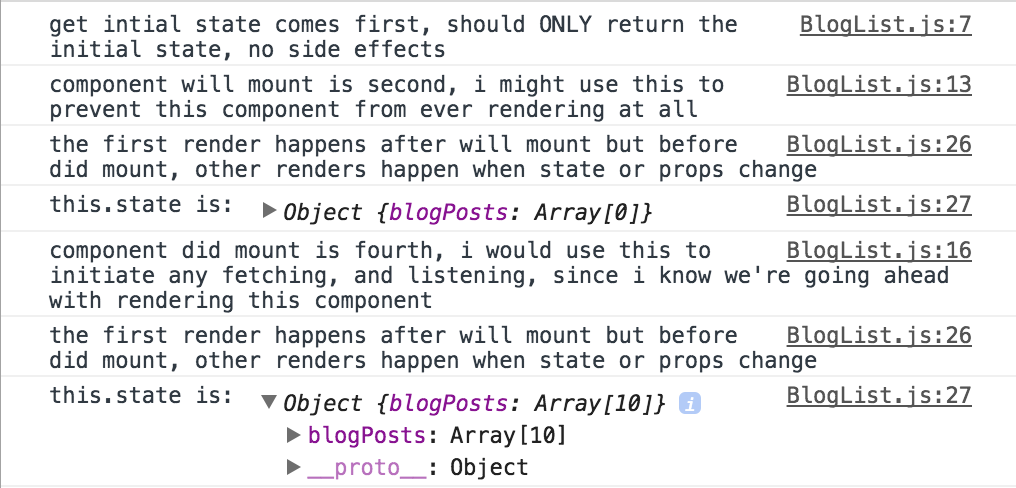 get intial state comes first, should ONLY return the BlogList.js:7
initial state, no side effects
component will mount is second, i might use this to BlogList.js:13
prevent this component from ever rendering at all
the first render happens after will mount but before BlogList.js:26
did mount, other renders happen when state or props change
this.state is: ▶Object {blogPosts: Array[0]} BlogList.js:27
component did mount is fourth, i would use this to BlogList.js:16
initiate any fetching, and listening, since i know we're going ahead
with rendering this component
the first render happens after will mount but before BlogList.js:26
did mount, other renders happen when state or props change
this.state is: ▼Object {blogPosts: Array[10]} i BlogList.js:27
▶blogPosts: Array[10]
▶__proto__: Object